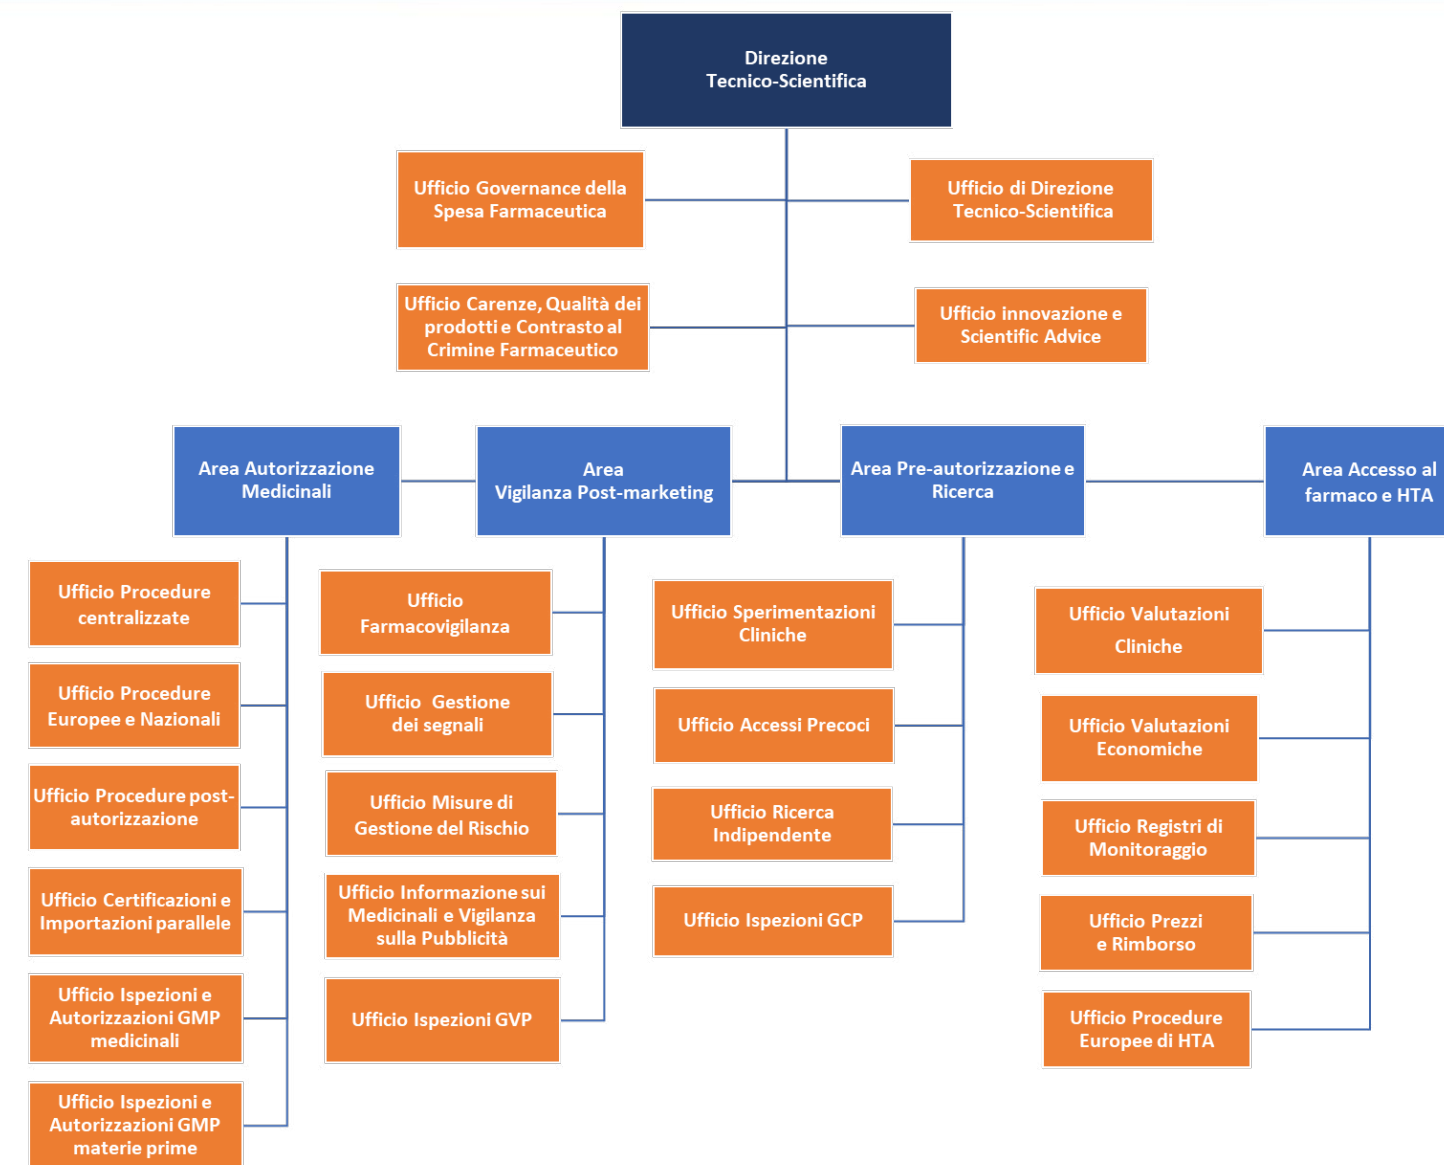 Direzione
Tecnico-Scientifica
Ufficio Governance della
Spesa Farmaceutica
Ufficio di Direzione
Tecnico-Scientifica
Ufficio Carenze, Qualità dei
prodotti e Contrasto al
Crimine Farmaceutico
Ufficio innovazione e
Scientific Advice
Area Autorizzazione
Medicinali
Area
Vigilanza Post-marketing
Area Pre-autorizzazione e
Ricerca
Area Accesso al
farmaco e HTA
Ufficio Procedure
centralizzate
Ufficio Procedure
Europee e Nazionali
Ufficio Procedure post-
autorizzazione
Ufficio Certificazioni e
Importazioni parallele
Ufficio Ispezioni e
Autorizzazioni GMP
medicinali
Ufficio Ispezioni e
Autorizzazioni GMP
materie prime
Ufficio
Farmacovigilanza
Ufficio Gestione
dei segnali
Ufficio Misure di
Gestione del Rischio
Ufficio Informazione sui
Medicinali e Vigilanza
sulla Pubblicità
Ufficio Ispezioni GVP
Ufficio Sperimentazioni
Cliniche
Ufficio Accessi Precoci
Ufficio Ricerca
Indipendente
Ufficio Ispezioni GCP
Ufficio Valutazioni
Cliniche
Ufficio Valutazioni
Economiche
Ufficio Registri di
Monitoraggio
Ufficio Prezzi
e Rimborso
Ufficio Procedure
Europee di HTA